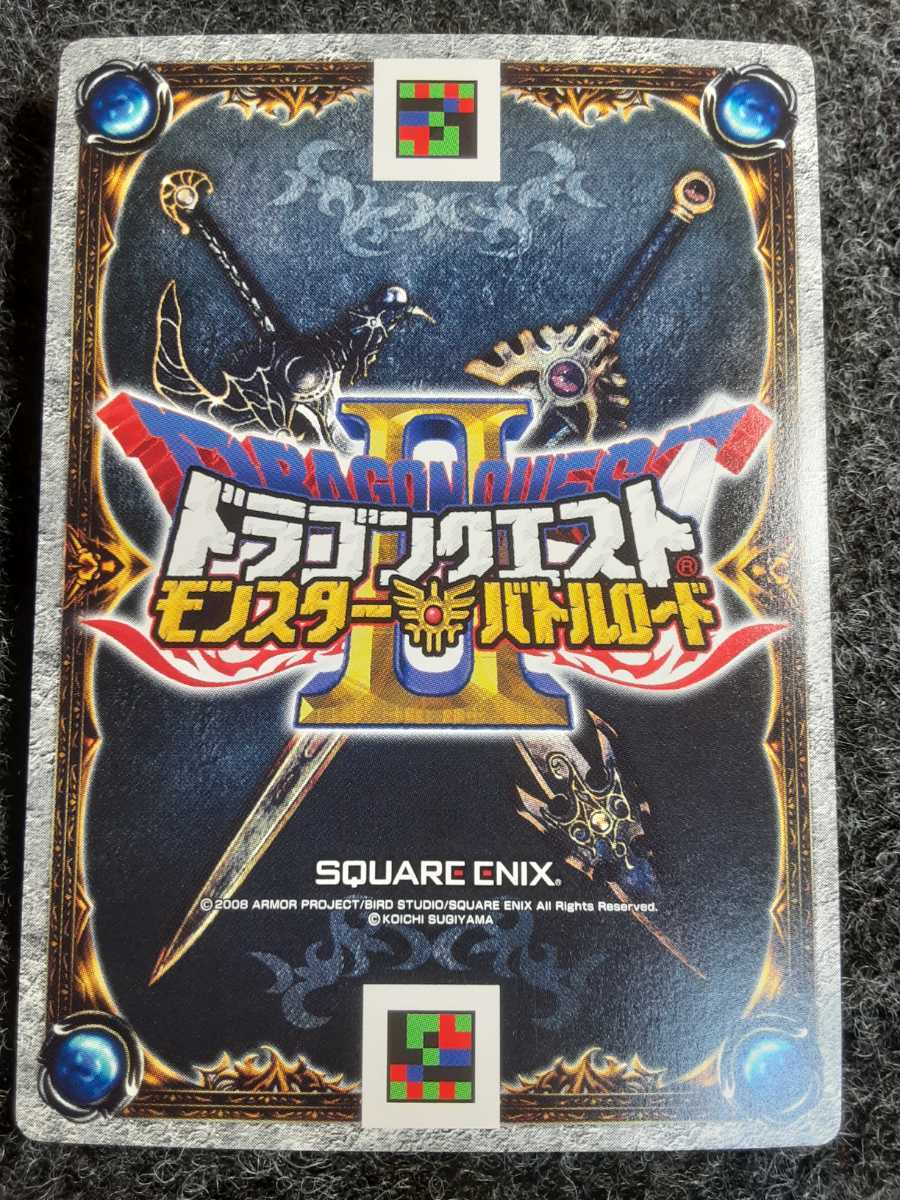 DRAGON QUEST
II
ドラゴンクエスト®
モンスター バトルロード
SQUARE ENIX®
©2008 ARMOR PROJECT/BIRD STUDIO/SQUARE ENIX All Rights Reserved.
©KOICHI SUGIYAMA